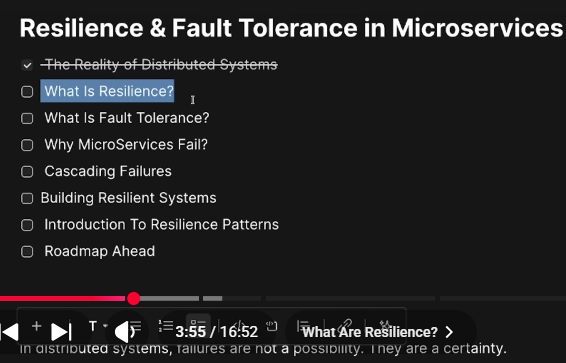 Resilience & Fault Tolerance in Microservices
The Reality of Distributed Systems
What Is Resilience?
What Is Fault Tolerance?
Why MicroServices Fail?
Cascading Failures
Building Resilient Systems
Introduction To Resilience Patterns
Roadmap Ahead
T
3:55 / 16:52
What Are Resilience?
In distributed systems, failures are not a possibility. They are a certainty.